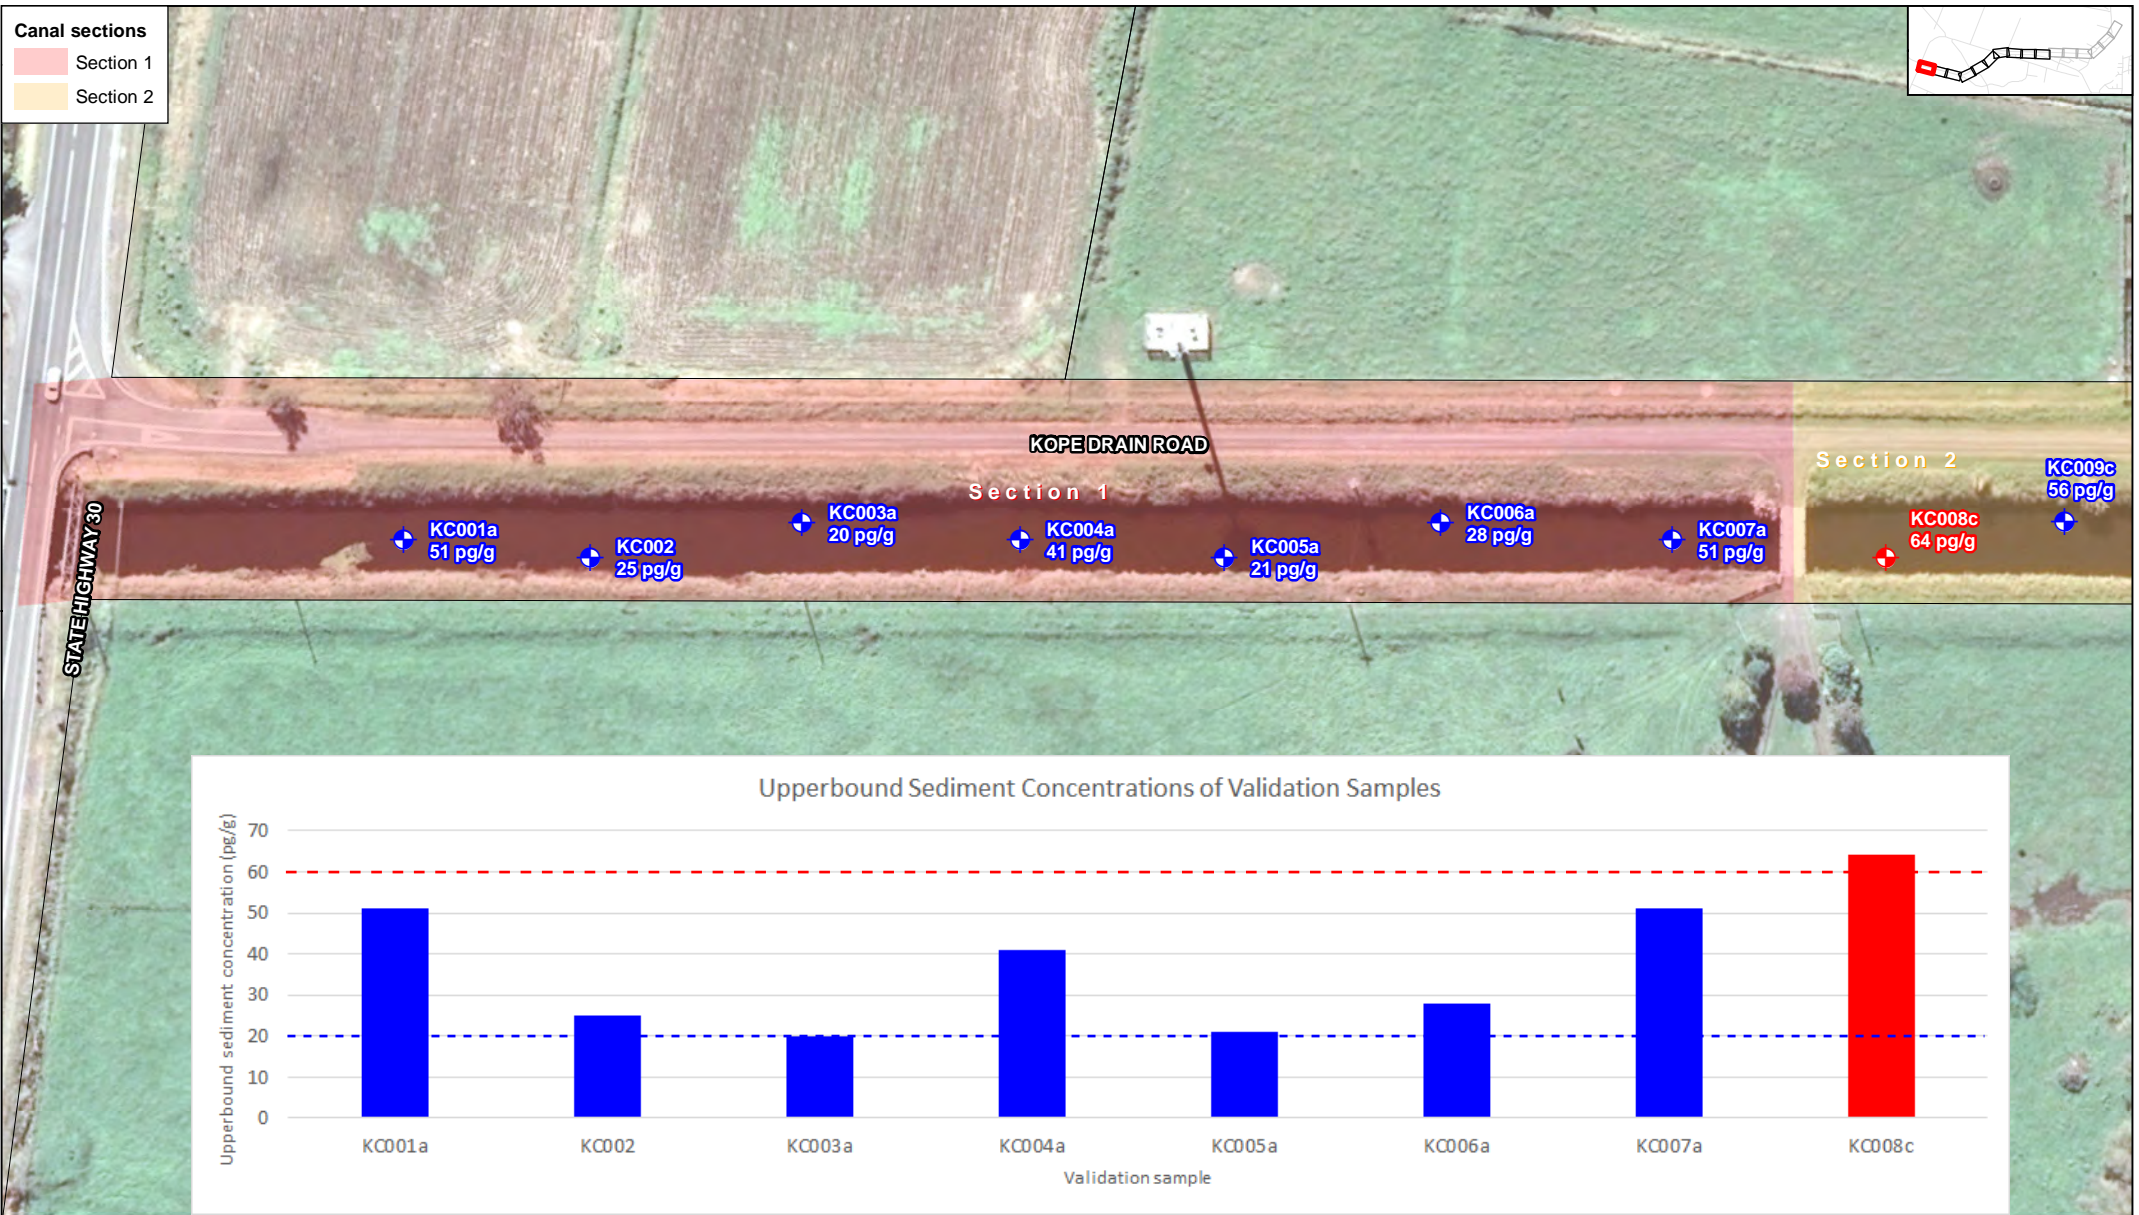 Canal sections
Section 1
Section 2
KOPE DRAIN ROAD
Section 1
Section 2
STATE HIGHWAY 30
KC001a
51 pg/g
KC002
25 pg/g
KC003a
20 pg/g
KC004a
41 pg/g
KC005a
21 pg/g
KC006a
28 pg/g
KC007a
51 pg/g
KC008c
64 pg/g
KC009c
56 pg/g
Upperbound Sediment Concentrations of Validation Samples
Upperbound sediment concentration (pg/g)
70
60
50
40
30
20
10
0
KC001a
KC002
KC003a
KC004a
KC005a
KC006a
KC007a
KC008c
Validation sample